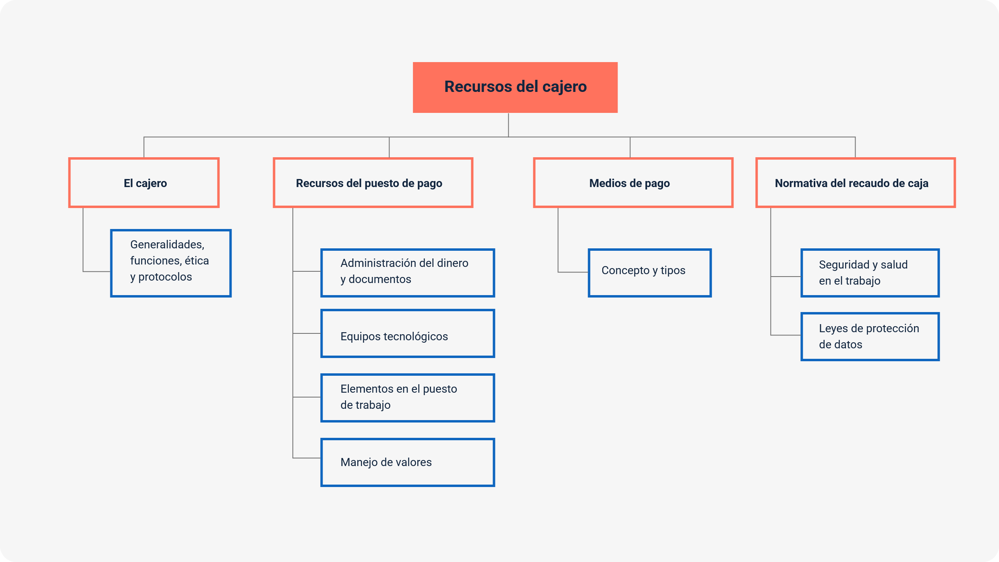 Recursos del cajero
El cajero
Recursos del puesto de pago
Medios de pago
Normativa del recaudo de caja
Generalidades,
funciones, ética
y protocolos
Administración del dinero
y documentos
Equipos tecnológicos
Elementos en el puesto
de trabajo
Manejo de valores
Concepto y tipos
Seguridad y salud
en el trabajo
Leyes de protección
de datos